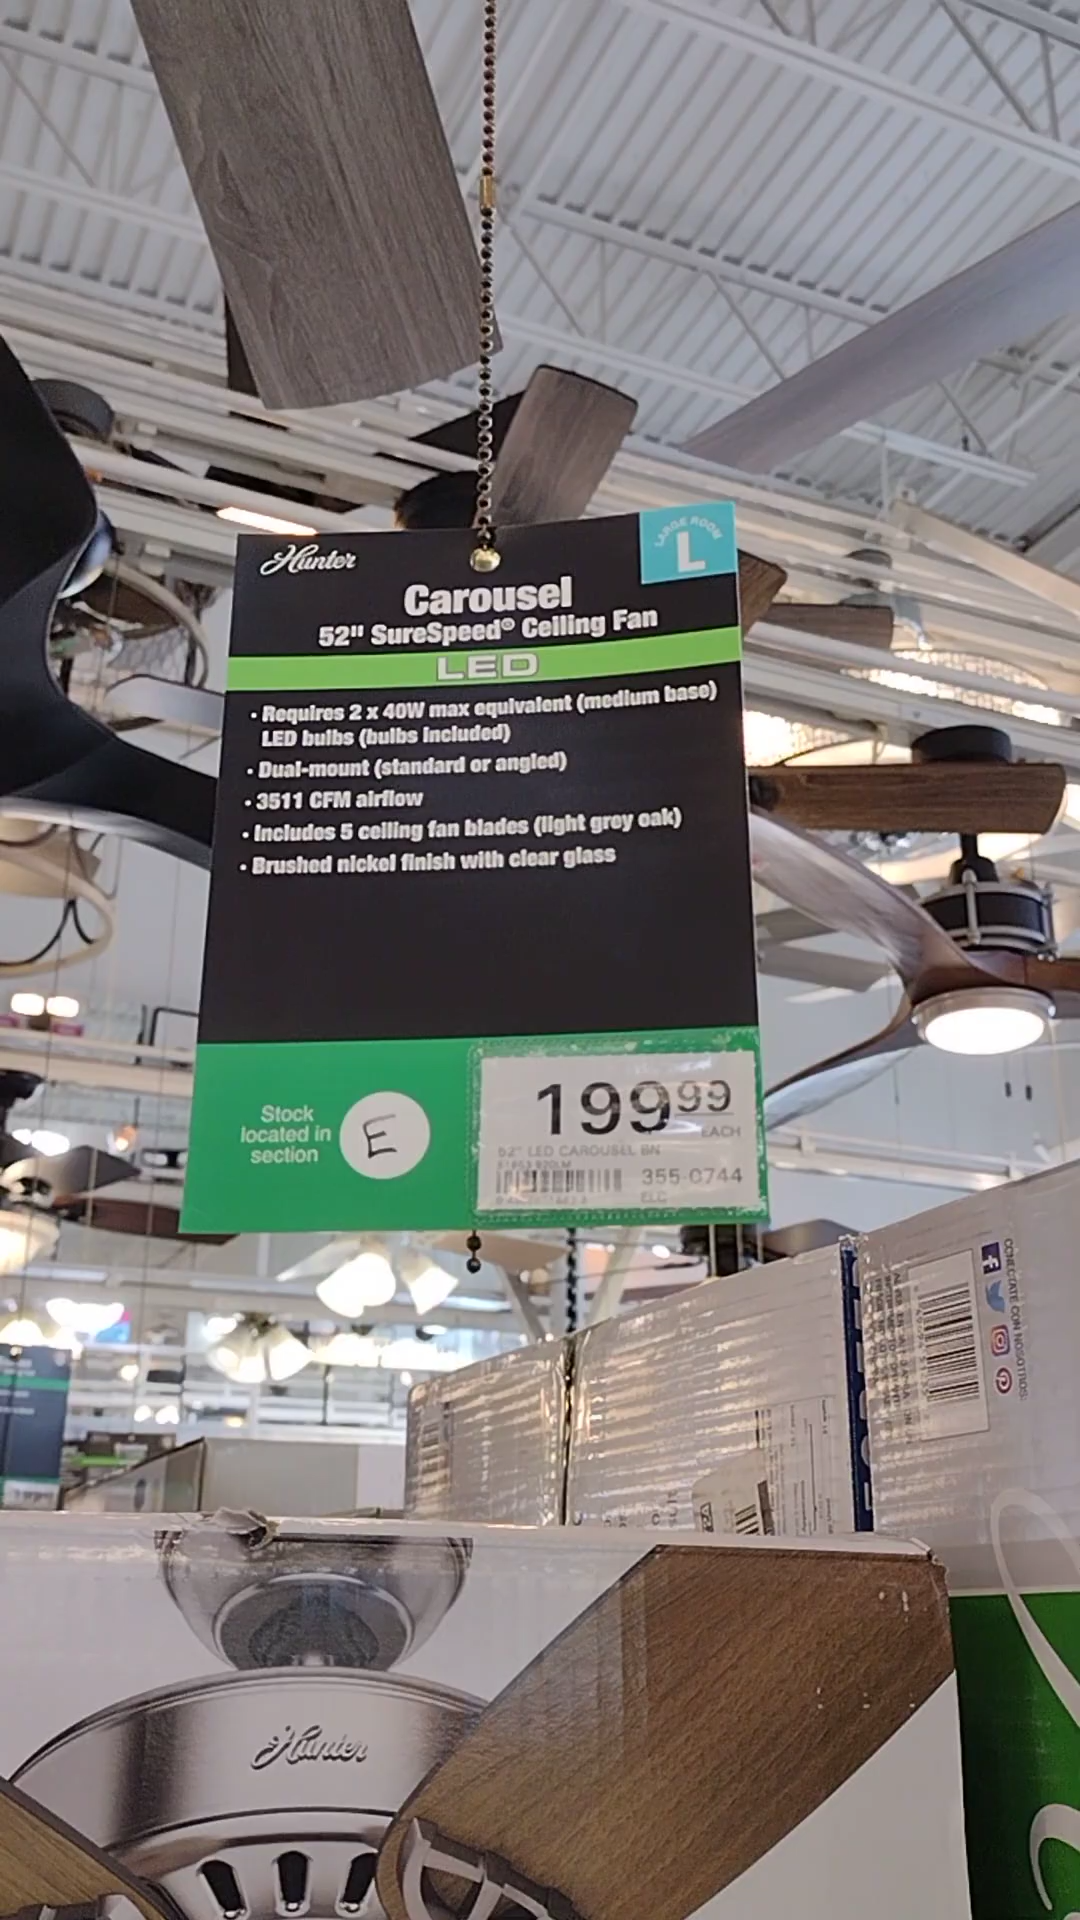 Hunter
LARGE ROOM
L
Carousel
52" SureSpeed® Ceiling Fan
LED
• Requires 2 x 40W max equivalent (medium base)
LED bulbs (bulbs included)
• Dual-mount (standard or angled)
• 3511 CFM airflow
• Includes 5 ceiling fan blades (light grey oak)
• Brushed nickel finish with clear glass
Stock
located in
section
E
199 99
EACH
52" LED CAROUSEL BN
355-0744
ELC
CONÉCTATE CON NOSOTROS:
Hunter